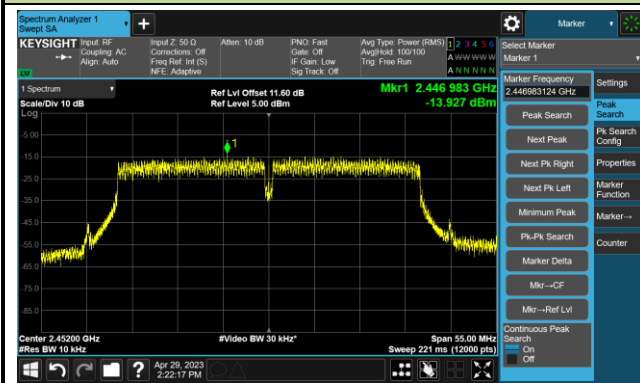 Spectrum Analyzer 1
Swept SA
Marker
KEYSIGHT
Input: RF
Coupling: AC
Align: Auto
Input Z: 50 Ω
Corrections: Off
Freq Ref: Int (S)
NFE: Adaptive
Atten: 10 dB
PNO: Fast
Gate: Off
IF Gain: Low
Sig Track: Off
Avg Type: Power (RMS)
Avg|Hold: 100/100
Trig: Free Run
1 2 3 4 5 6
A W W W W W
A N N N N N
LXI
Select Marker
Marker 1
1 Spectrum
Scale/Div 10 dB
Log
Ref Lvl Offset 11.60 dB
Ref Level 5.00 dBm
Mkr1 2.446 983 GHz
-13.927 dBm
Marker Frequency
2.446983124 GHz
Settings
Peak Search
Peak Search
Next Peak
Pk Search Config
Next Pk Right
Properties
Next Pk Left
Marker Function
Minimum Peak
Marker→
Pk-Pk Search
Counter
Marker Delta
Mkr→CF
Mkr→Ref Lvl
Continuous Peak Search
On
Off
-5.00
-15.0
-25.0
-35.0
-45.0
-55.0
-65.0
-75.0
-85.0
1
Center 2.45200 GHz
#Res BW 10 kHz
#Video BW 30 kHz*
Span 55.00 MHz
Sweep 221 ms (12000 pts)
?
Apr 29, 2023
2:22:17 PM